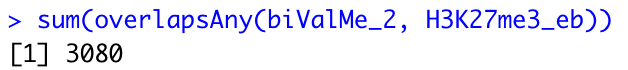 > sum(overlapsAny(biValMe_2, H3K27me3_eb))
[1] 3080